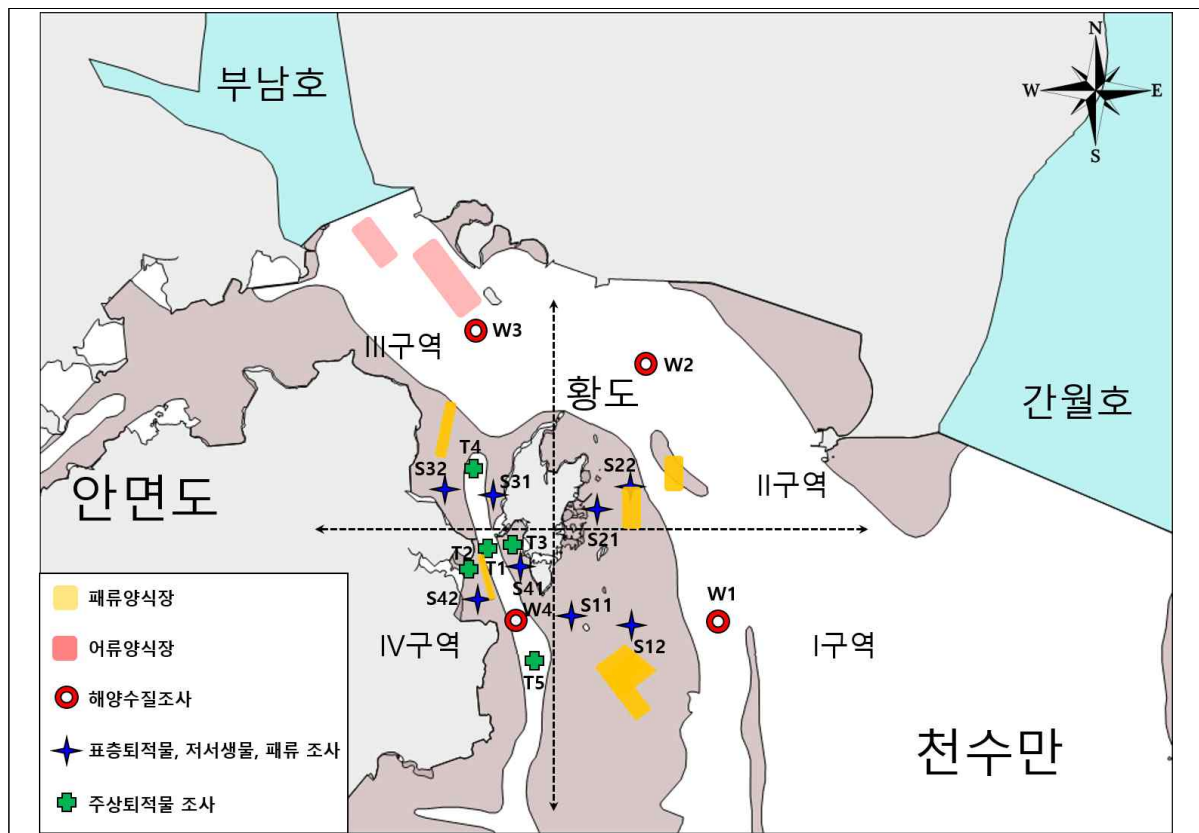 N
부남호
W
E
S
W3
III구역
W2
황도
간월호
T4
S32
S31
S22
II구역
안면도
S21
T2
T3
T1
S41
S42
W4
S11
W1
S12
IV구역
I구역
T5
천수만
패류양식장
어류양식장
해양수질조사
표층퇴적물, 저서생물, 패류 조사
주상퇴적물 조사